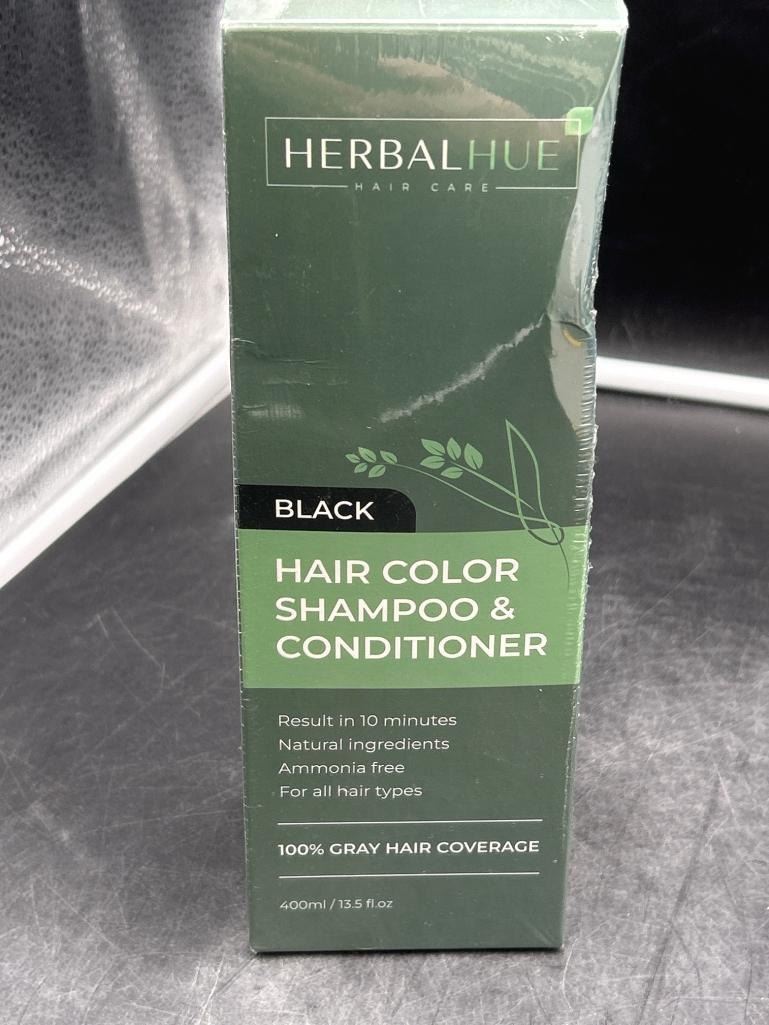 HERBALHUE
HAIR CARE
BLACK
HAIR COLOR
SHAMPOO &
CONDITIONER
Result in 10 minutes
Natural ingredients
Ammonia free
For all hair types
100% GRAY HAIR COVERAGE
400ml / 13.5 fl.oz